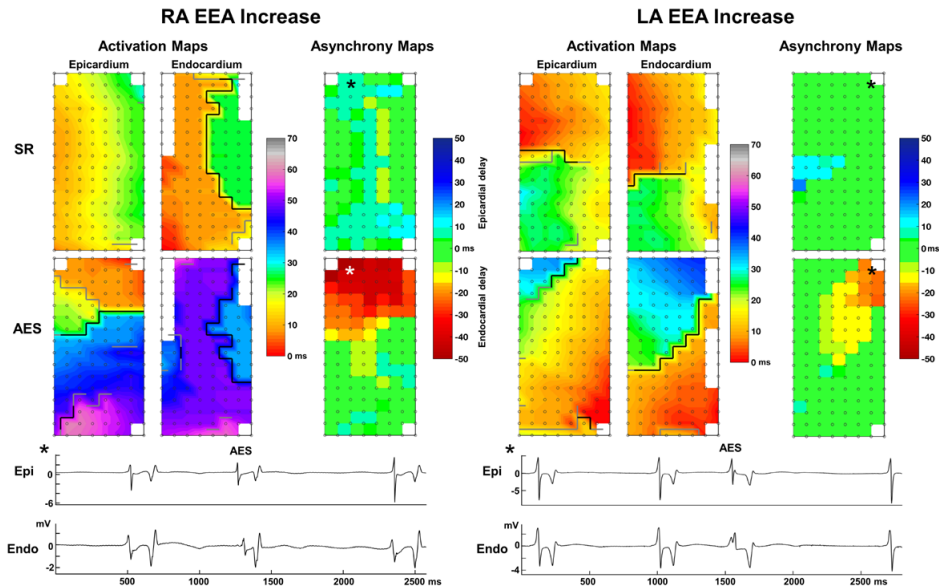 RA EEA Increase
LA EEA Increase
Activation Maps
Asynchrony Maps
Activation Maps
Asynchrony Maps
Epicardium
Endocardium
Epicardium
Endocardium
*
*
SR
70
60
50
40
30
20
10
0 ms
50
40
30
20
10
0 ms
-10
-20
-30
-40
-50
Epicardial delay
Endocardial delay
70
60
50
40
30
20
10
0 ms
50
40
30
20
10
0 ms
-10
-20
-30
-40
-50
AES
*
*
*
AES
*
AES
Epi
0
-6
Epi
0
-5
mV
Endo
0
-2
mV
Endo
0
-4
500
1000
1500
2000
2500 ms
500
1000
1500
2000
2500 ms